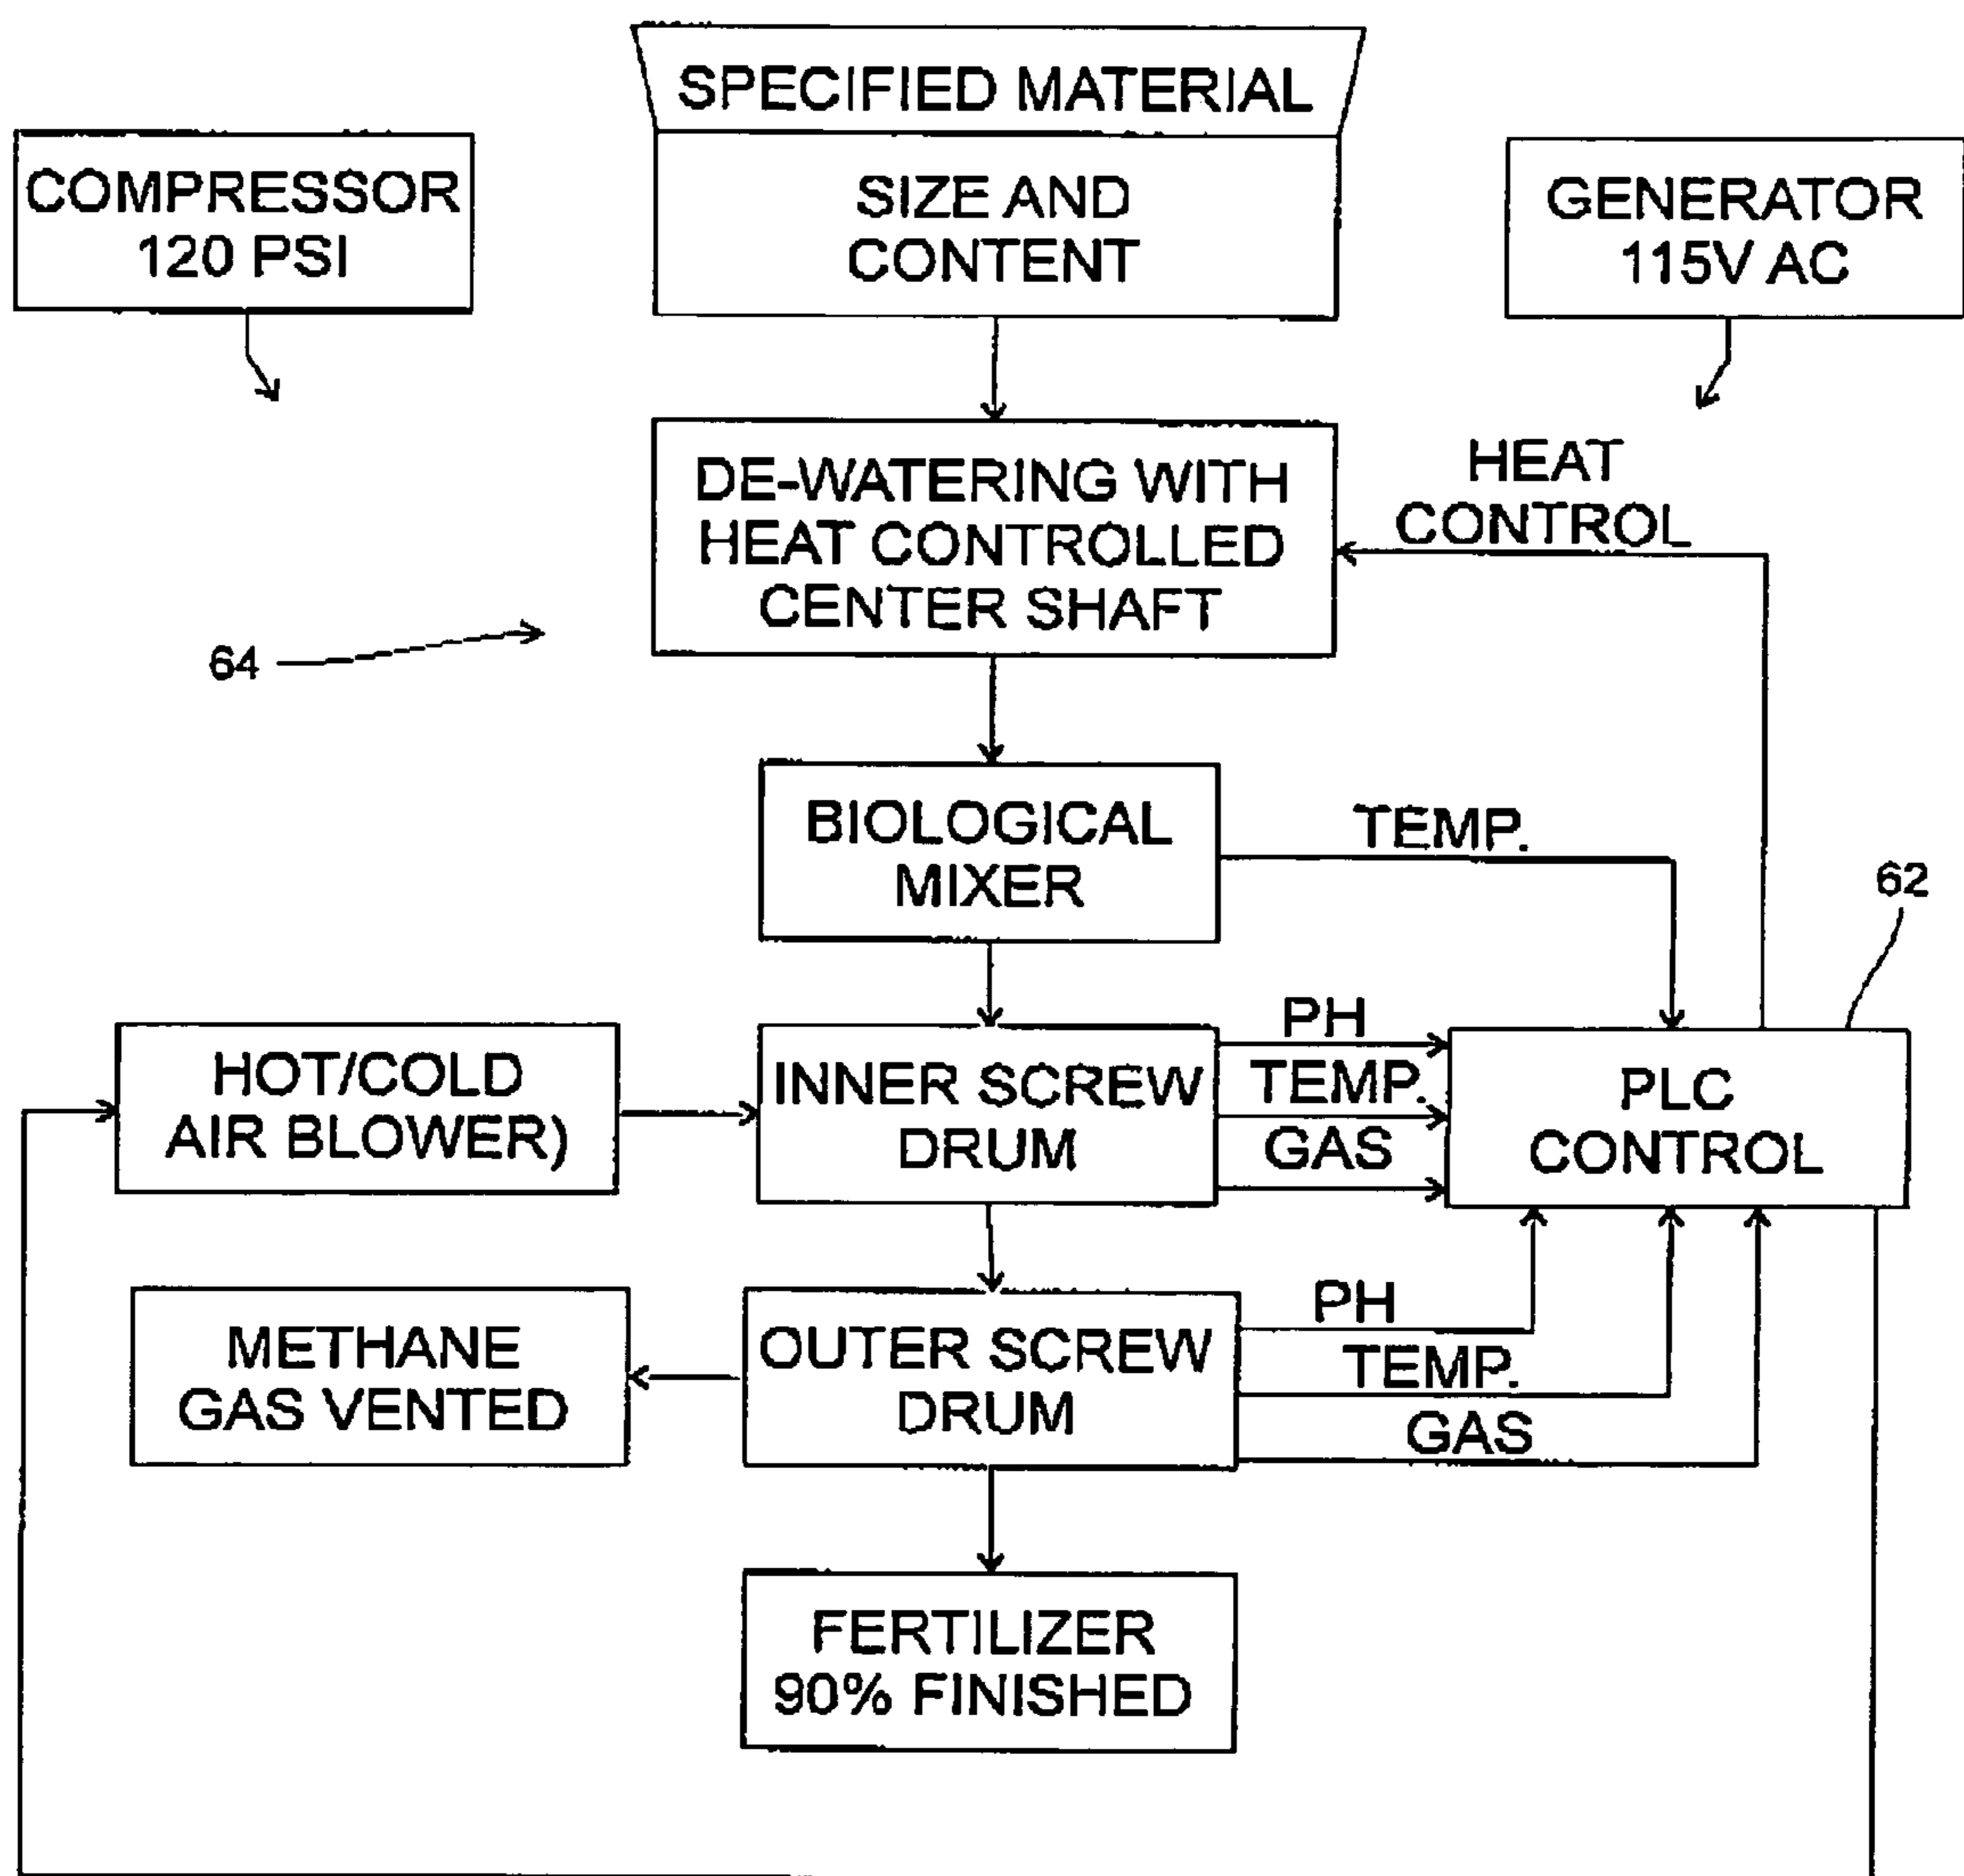 SPECIFIED MATERIAL
COMPRESSOR
120 PSI
SIZE AND
CONTENT
GENERATOR
115V AC
DE-WATERING WITH
HEAT CONTROLLED
CENTER SHAFT
HEAT
CONTROL
64
BIOLOGICAL
MIXER
TEMP.
62
HOT/COLD
AIR BLOWER)
INNER SCREW
DRUM
PH
TEMP.
GAS
PLC
CONTROL
METHANE
GAS VENTED
OUTER SCREW
DRUM
PH
TEMP.
GAS
FERTILIZER
90% FINISHED